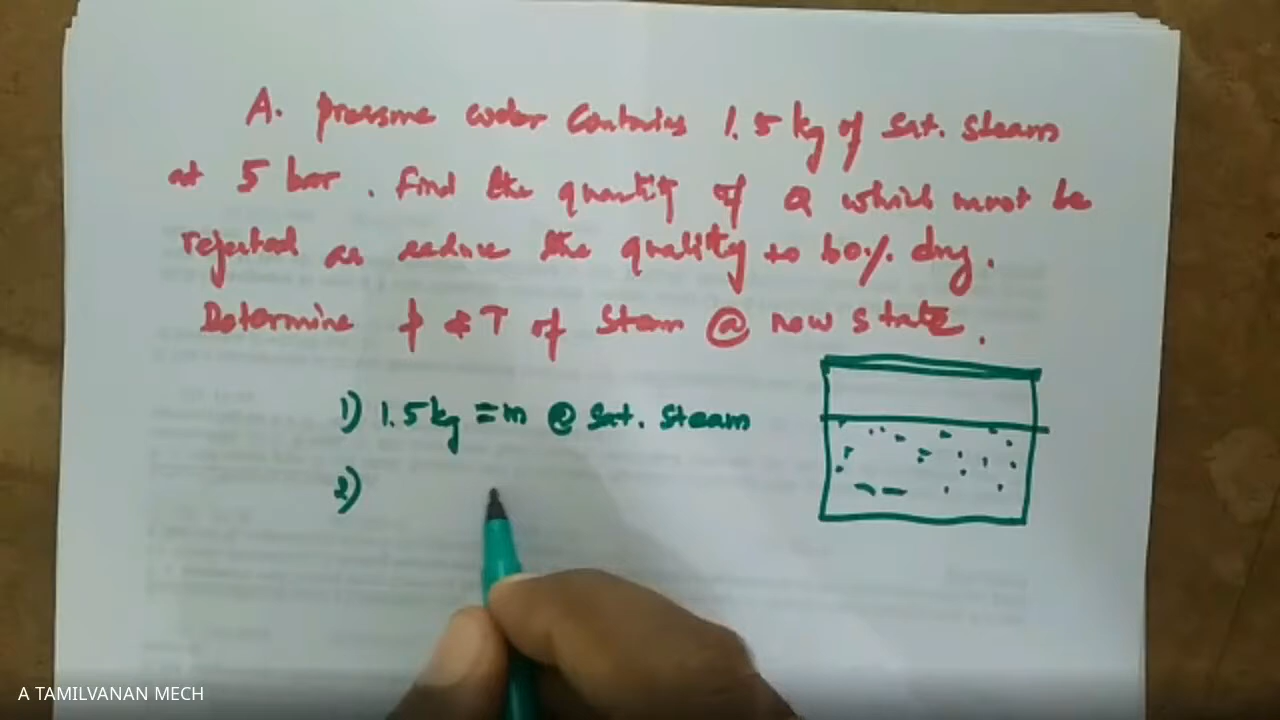 A. pressure cooker contains 1.5 kg of Sat. steam
at 5 bar. Find the quantity of Q which must be
rejected as reduce the quality to 60% dry.
Determine p & T of Steam @ new state.
1) 1.5 kg = m @ Sat. steam
2)
A TAMILVANAN MECH